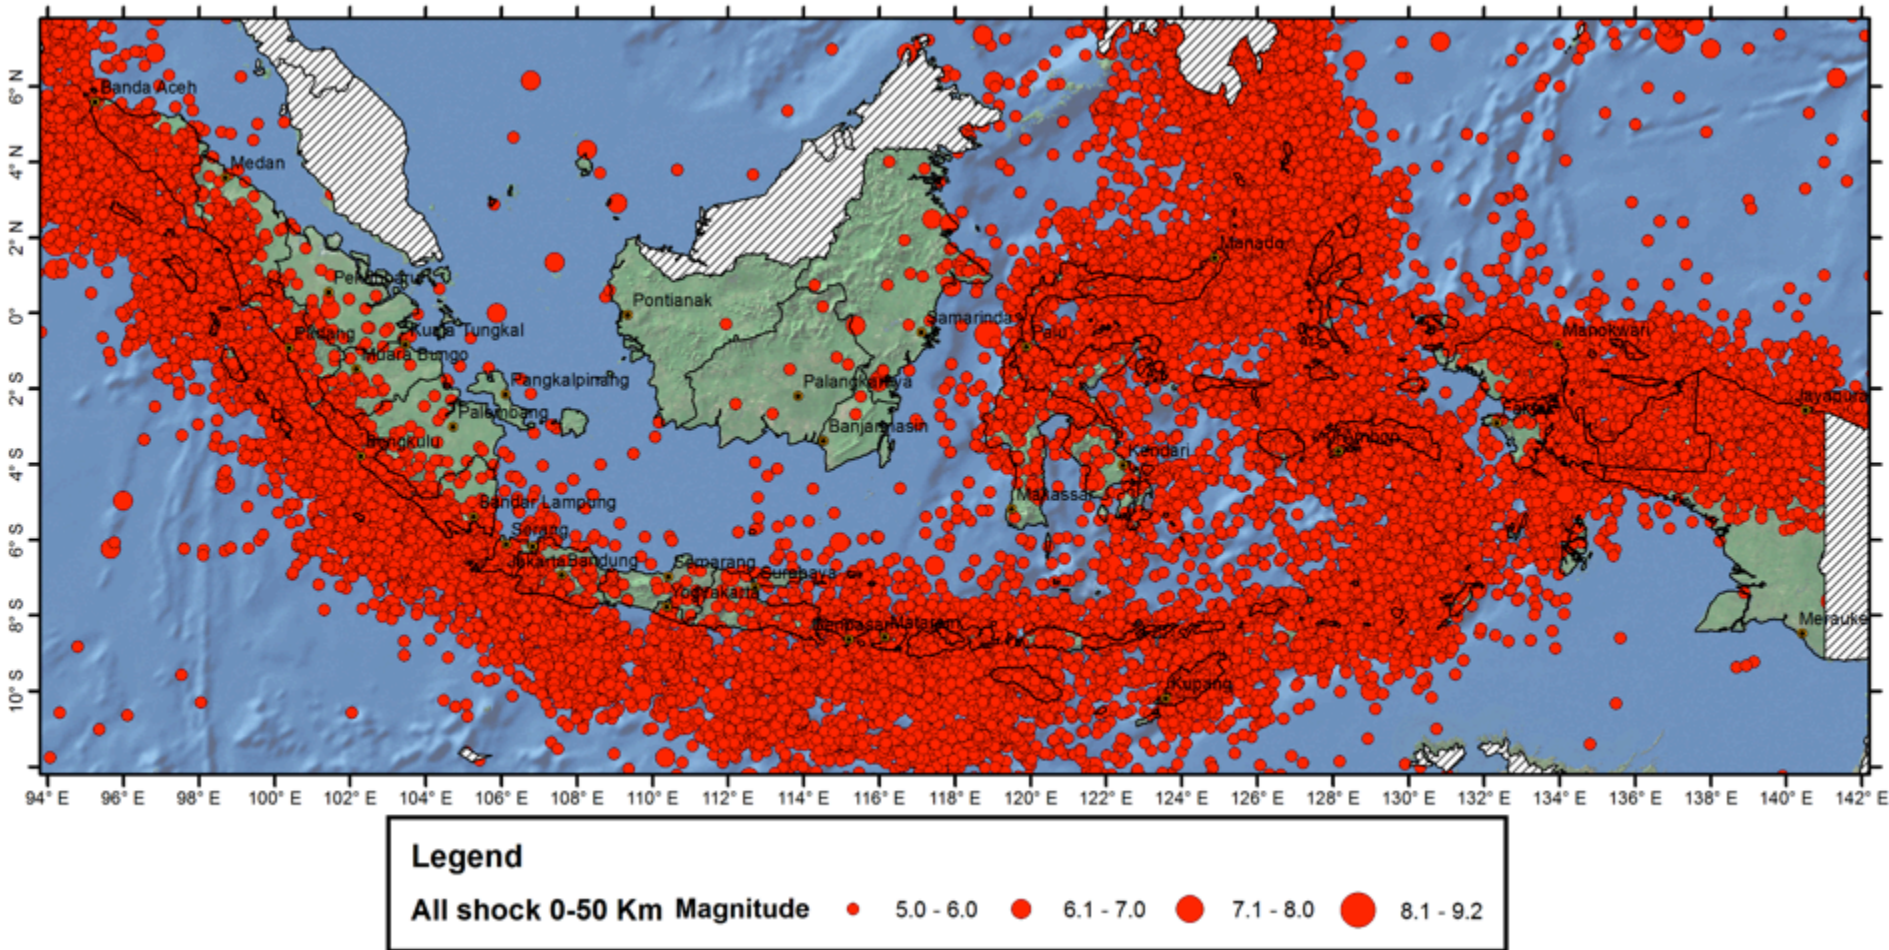 6° N
4° N
2° N
0°
2° S
4° S
6° S
8° S
10° S
Banda Aceh
Medan
Pekanbaru
Padang
Kuala Tungkal
Muara Bungo
Pangkalpinang
Palembang
Bengkulu
Bandar Lampung
Serang
Jakarta
Bandung
Semarang
Surabaya
Yogyakarta
Denpasar
Mataram
Kupang
Pontianak
Samarinda
Palangkaraya
Banjarmasin
Manado
Palu
Kendari
Makassar
Manokwari
Jayapura
Merauke
94° E 96° E 98° E 100° E 102° E 104° E 106° E 108° E 110° E 112° E 114° E 116° E 118° E 120° E 122° E 124° E 126° E 128° E 130° E 132° E 134° E 136° E 138° E 140° E 142° E
Legend
All shock 0-50 Km Magnitude 5.0 - 6.0 6.1 - 7.0 7.1 - 8.0 8.1 - 9.2